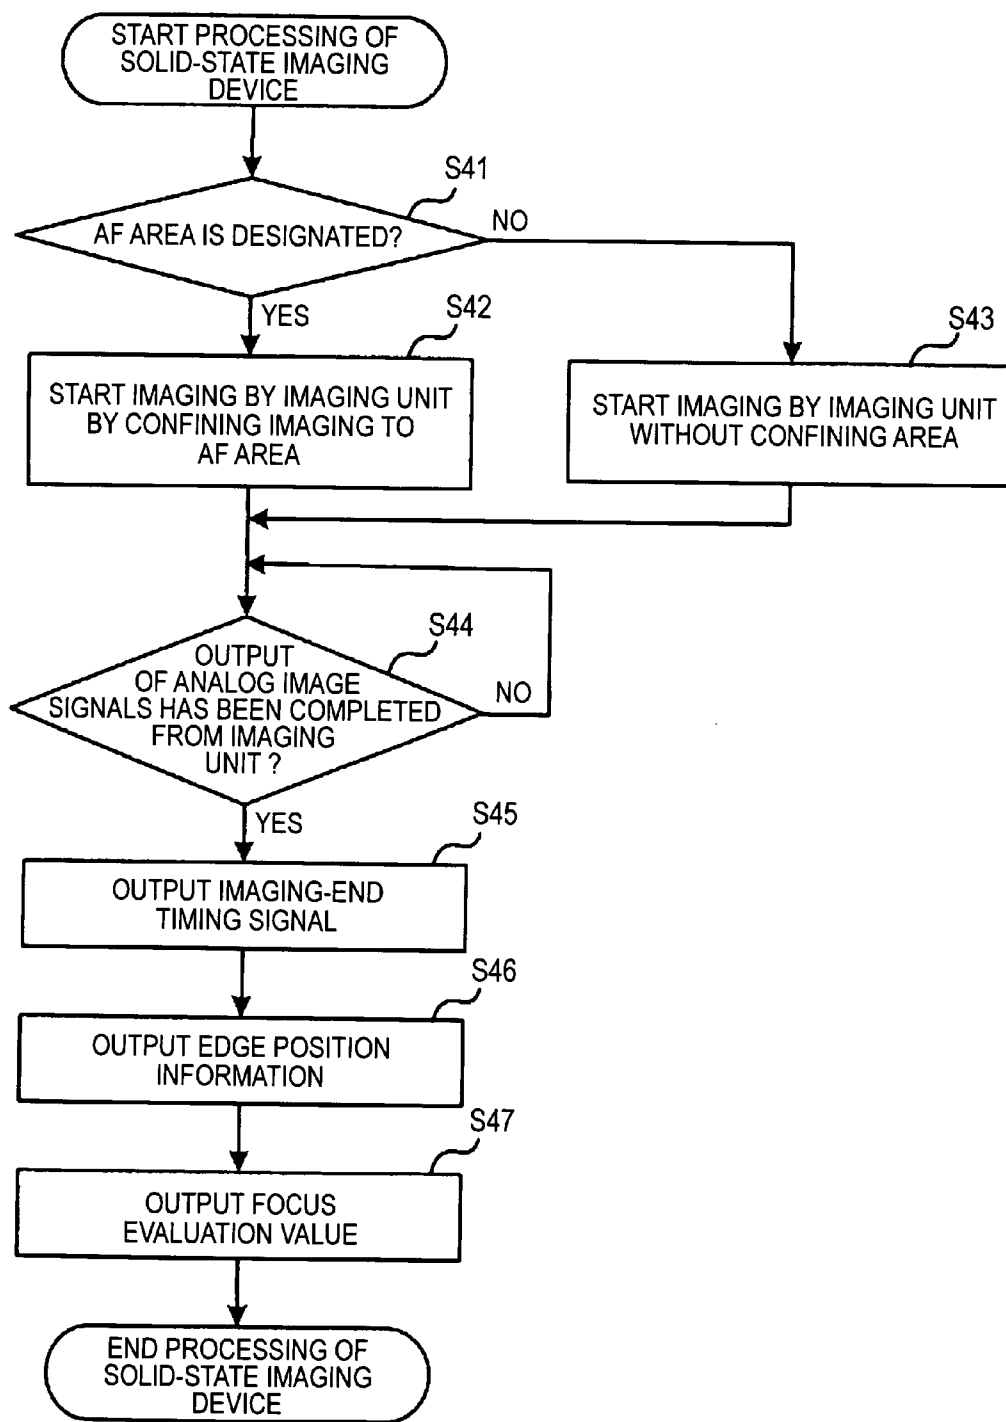 START PROCESSING OF
SOLID-STATE IMAGING
DEVICE
S41
AF AREA IS DESIGNATED?
NO
YES
S42
S43
START IMAGING BY IMAGING UNIT
BY CONFINING IMAGING TO
AF AREA
START IMAGING BY IMAGING UNIT
WITHOUT CONFINING AREA
S44
OUTPUT
OF ANALOG IMAGE
SIGNALS HAS BEEN COMPLETED
FROM IMAGING
UNIT ?
NO
YES
S45
OUTPUT IMAGING-END
TIMING SIGNAL
S46
OUTPUT EDGE POSITION
INFORMATION
S47
OUTPUT FOCUS
EVALUATION VALUE
END PROCESSING OF
SOLID-STATE IMAGING
DEVICE